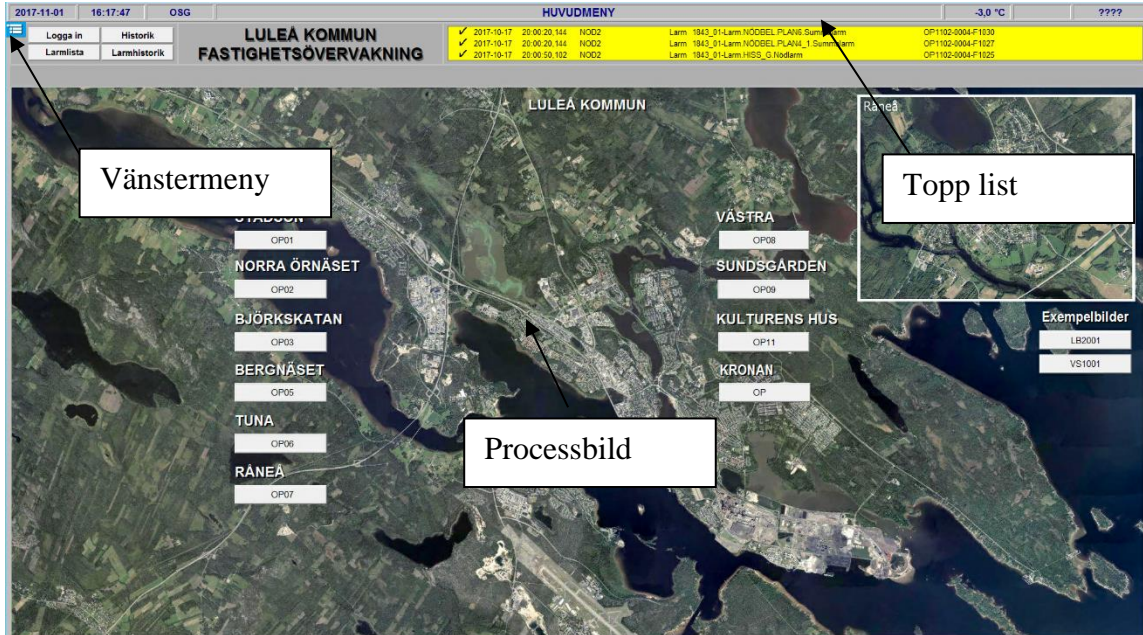 2017-11-01 16:17:47 OSG HUVUDMENY -3,0 °C ????
Logga in Historik
Larmlista Larmhistorik
LULEÅ KOMMUN
FASTIGHETSÖVERVAKNING
✓ 2017-10-17 20:00:20,144 NOD2 Larm 1843_01-Larm.NÖDBEL.PLAN6.Summalarm OP1102-0004-F1030
✓ 2017-10-17 20:00:20,144 NOD2 Larm 1843_01-Larm.NÖDBEL.PLAN4_1.Summalarm OP1102-0004-F1027
✓ 2017-10-17 20:00:50,102 NOD2 Larm 1843_01-Larm.HISS_G.Nödlarm OP1102-0004-F1025
LULEÅ KOMMUN
Råneå
Vänstermeny
Topp list
OP01
NORRA ÖRNÄSET
OP02
BJÖRKSKATAN
OP03
BERGNÄSET
OP05
TUNA
OP06
RÅNEÅ
OP07
VÄSTRA
OP08
SUNDSGÅRDEN
OP09
KULTURENS HUS
OP11
KRONAN
OP
Exempelbilder
LB2001
VS1001
Processbild